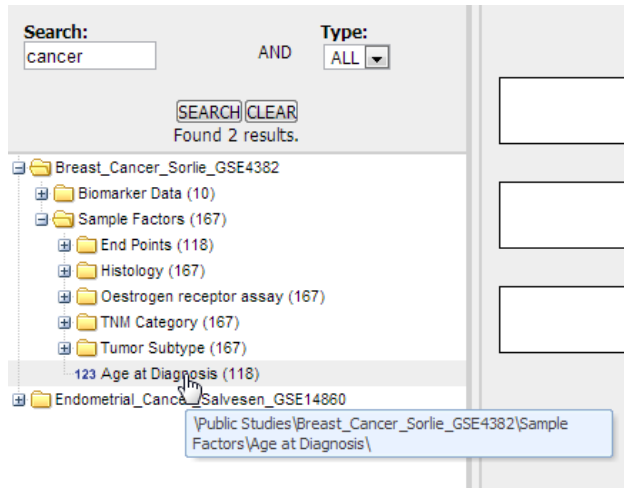 Search: Type:
cancer AND ALL
SEARCH CLEAR
Found 2 results.
Breast_Cancer_Sorlie_GSE4382
Biomarker Data (10)
Sample Factors (167)
End Points (118)
Histology (167)
Oestrogen receptor assay (167)
TNM Category (167)
Tumor Subtype (167)
123 Age at Diagnosis (118)
Endometrial_Cancer_Salvesen_GSE14860
\Public Studies\Breast_Cancer_Sorlie_GSE4382\Sample
Factors\Age at Diagnosis\